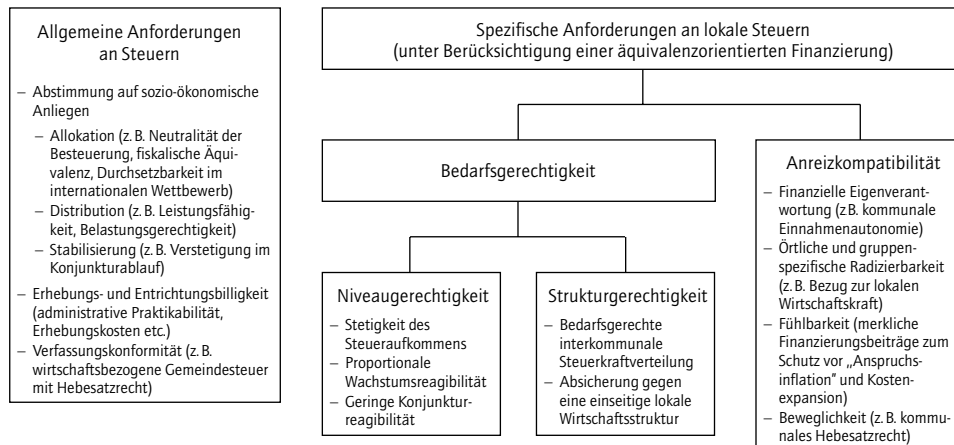 Allgemeine Anforderungen
an Steuern
– Abstimmung auf sozio-ökonomische
Anliegen
– Allokation (z. B. Neutralität der
Besteuerung, fiskalische Äqui-
valenz, Durchsetzbarkeit im
internationalen Wettbewerb)
– Distribution (z. B. Leistungsfähig-
keit, Belastungsgerechtigkeit)
– Stabilisierung (z. B. Verstetigung im
Konjunkturablauf)
– Erhebungs- und Entrichtungsbilligkeit
(administrative Praktikabilität,
Erhebungskosten etc.)
– Verfassungskonformität (z. B.
wirtschaftsbezogene Gemeindesteuer
mit Hebesatzrecht)
Spezifische Anforderungen an lokale Steuern
(unter Berücksichtigung einer äquivalenzorientierten Finanzierung)
Bedarfsgerechtigkeit
Niveaugerechtigkeit
– Stetigkeit des
Steueraufkommens
– Proportionale
Wachstumsreagibilität
– Geringe Konjunktur-
reagibilität
Strukturgerechtigkeit
– Bedarfsgerechte
interkommunale
Steuerkraftverteilung
– Absicherung gegen
eine einseitige lokale
Wirtschaftsstruktur
Anreizkompatibilität
– Finanzielle Eigenverant-
wortung (z B. kommunale
Einnahmenautonomie)
– Örtliche und gruppen-
spezifische Radizierbarkeit
(z. B. Bezug zur lokalen
Wirtschaftskraft)
– Fühlbarkeit (merkliche
Finanzierungsbeiträge zum
Schutz vor „Anspruchs-
inflation" und Kosten-
expansion)
– Beweglichkeit (z. B. kommu-
nales Hebesatzrecht)